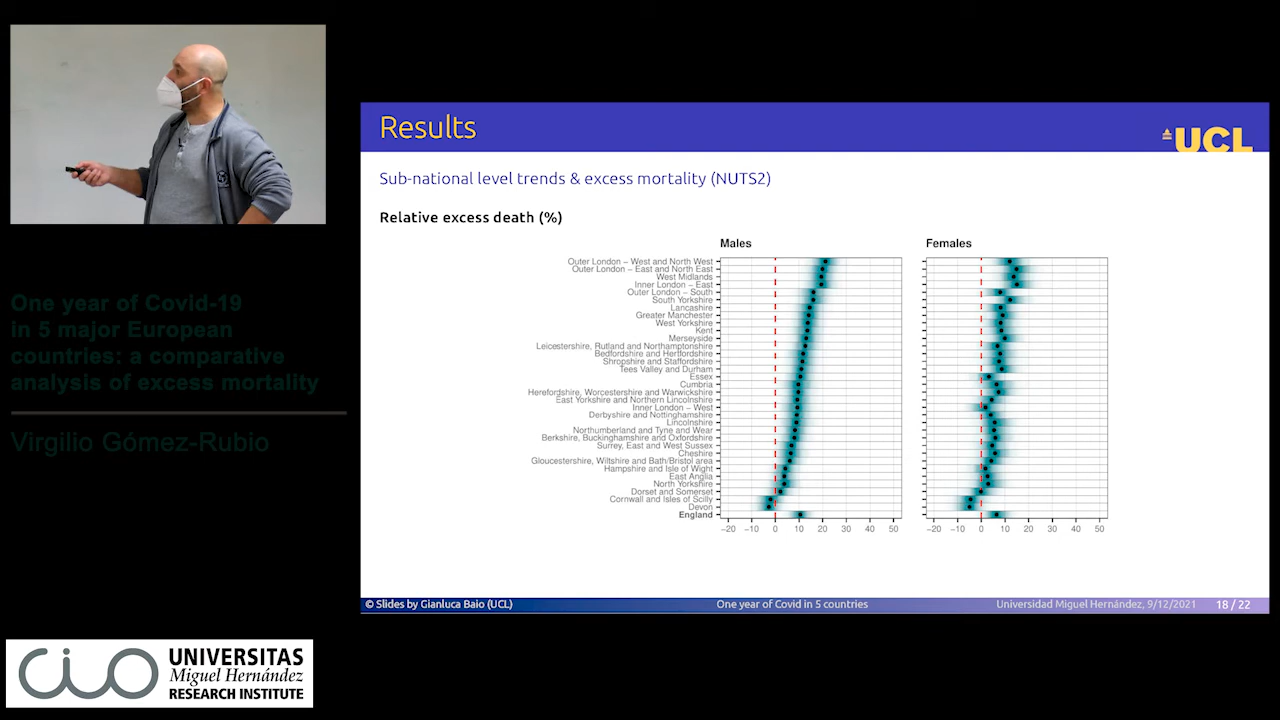 Results
UCL
Sub-national level trends & excess mortality (NUTS2)
Relative excess death (%)
Males
Females
Outer London − West and North West
Outer London − East and North East
West Midlands
Inner London − East
Outer London − South
South Yorkshire
Lancashire
Greater Manchester
West Yorkshire
Kent
Merseyside
Leicestershire, Rutland and Northamptonshire
Bedfordshire and Hertfordshire
Shropshire and Staffordshire
Tees Valley and Durham
Essex
Cumbria
Herefordshire, Worcestershire and Warwickshire
East Yorkshire and Northern Lincolnshire
Inner London − West
Derbyshire and Nottinghamshire
Lincolnshire
Northumberland and Tyne and Wear
Berkshire, Buckinghamshire and Oxfordshire
Surrey, East and West Sussex
Cheshire
Gloucestershire, Wiltshire and Bath/Bristol area
Hampshire and Isle of Wight
East Anglia
North Yorkshire
Dorset and Somerset
Cornwall and Isles of Scilly
Devon
England
−20 −10 0 10 20 30 40 50
−20 −10 0 10 20 30 40 50
© Slides by Gianluca Baio (UCL)
One year of Covid in 5 countries
Universidad Miguel Hernández, 9/12/2021
18 / 22
One year of Covid-19
in 5 major European
countries: a comparative
analysis of excess mortality
Virgilio Gómez-Rubio
cio
UNIVERSITAS
Miguel Hernández
RESEARCH INSTITUTE